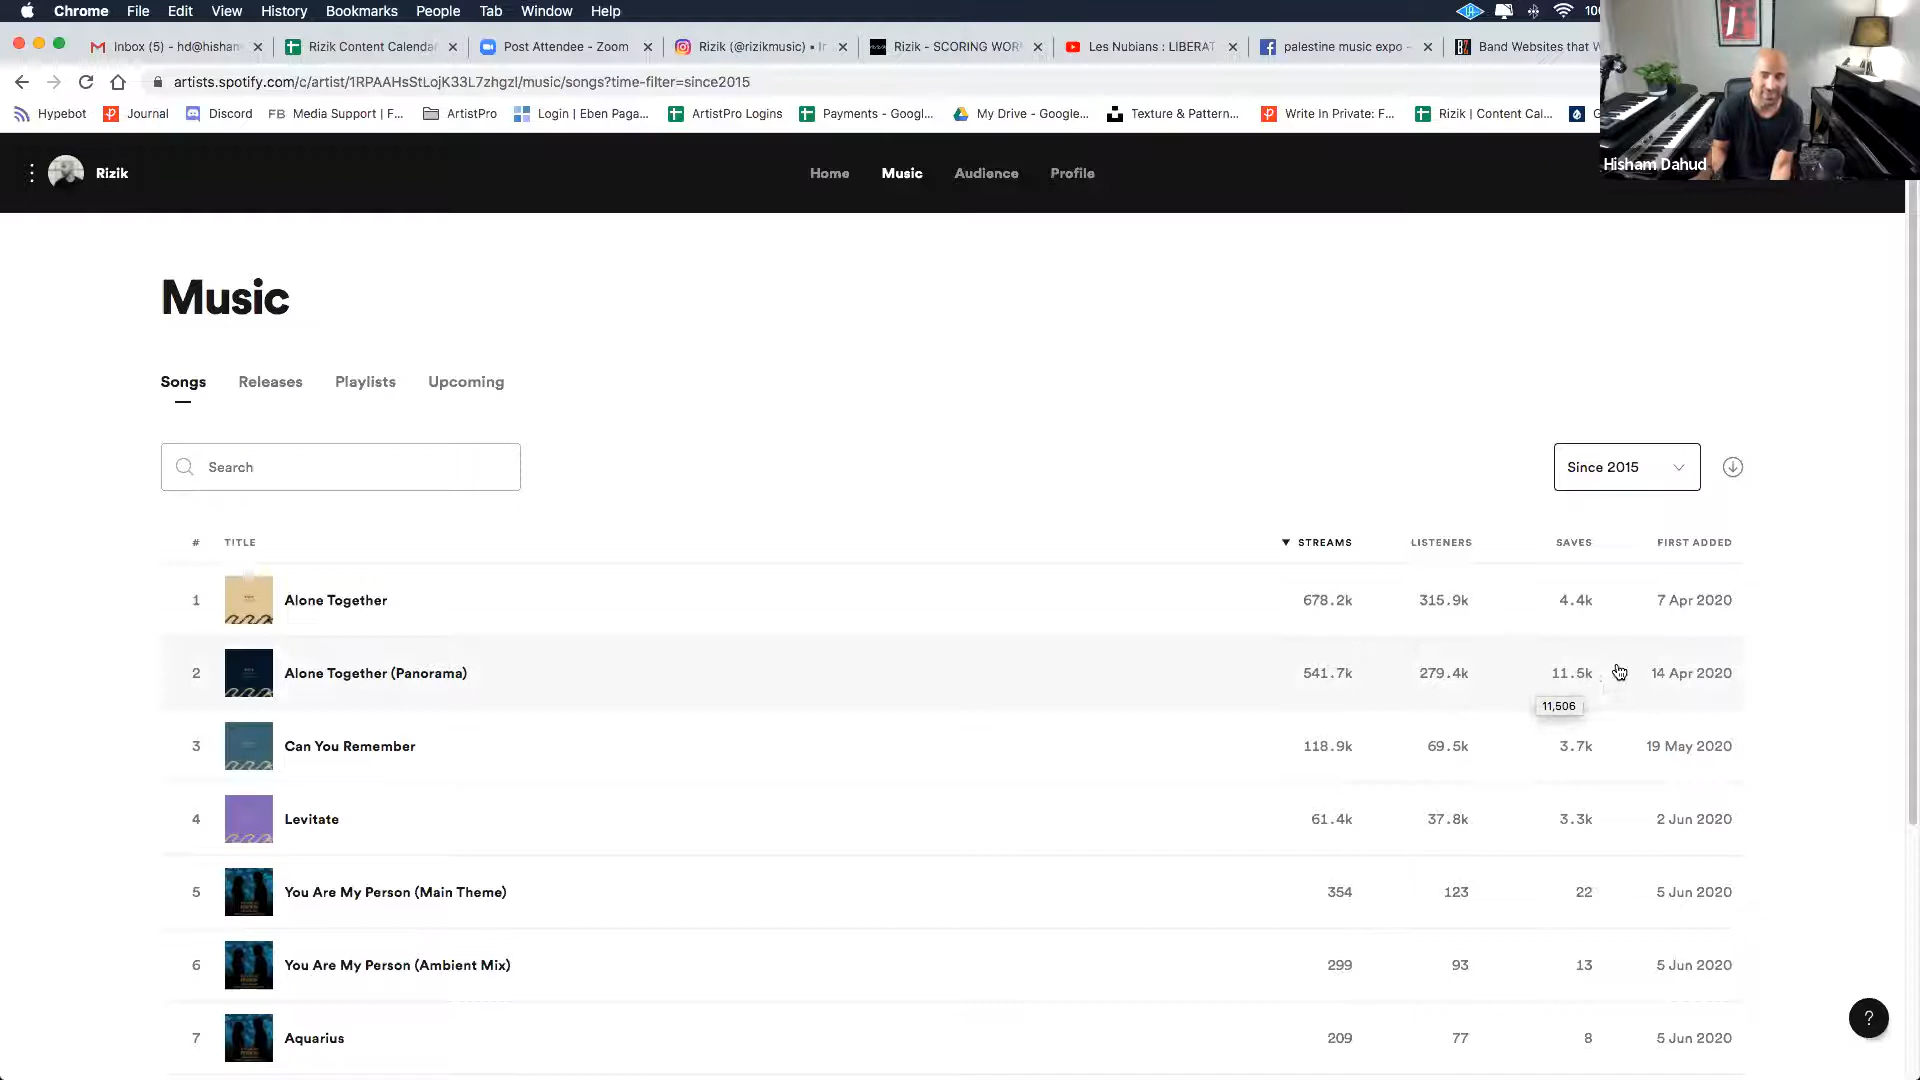 Chrome File Edit View History Bookmarks People Tab Window Help
Inbox (5) - hd@hisham
Rizik Content Calenda
Post Attendee - Zoom
Rizik (@rizikmusic) • In
Rizik - SCORING WOR
Les Nubians : LIBERAT
palestine music expo -
Band Websites that W
artists.spotify.com/c/artist/1RPAAHsStLojK33L7zhgzl/music/songs?time-filter=since2015
Hypebot
Journal
Discord
FB Media Support | F...
ArtistPro
Login | Eben Paga...
ArtistPro Logins
Payments - Googl...
My Drive - Google...
Texture & Pattern...
Write In Private: F...
Rizik | Content Cal...
Hisham Dahud
Rizik
Home Music Audience Profile
Music
Songs Releases Playlists Upcoming
Search
Since 2015
# TITLE ▼ STREAMS LISTENERS SAVES FIRST ADDED
1 Alone Together 678.2k 315.9k 4.4k 7 Apr 2020
2 Alone Together (Panorama) 541.7k 279.4k 11.5k 14 Apr 2020
11,506
3 Can You Remember 118.9k 69.5k 3.7k 19 May 2020
4 Levitate 61.4k 37.8k 3.3k 2 Jun 2020
5 You Are My Person (Main Theme) 354 123 22 5 Jun 2020
6 You Are My Person (Ambient Mix) 299 93 13 5 Jun 2020
7 Aquarius 209 77 8 5 Jun 2020
?